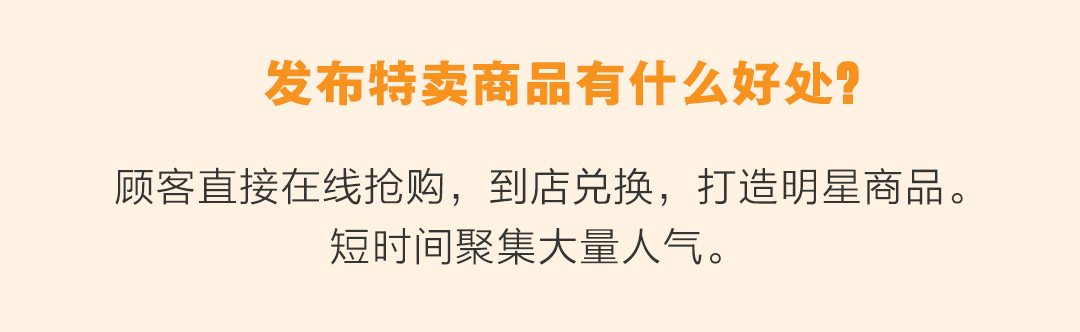 发布特卖商品有什么好处？
顾客直接在线抢购，到店兑换，打造明星商品。
短时间聚集大量人气。